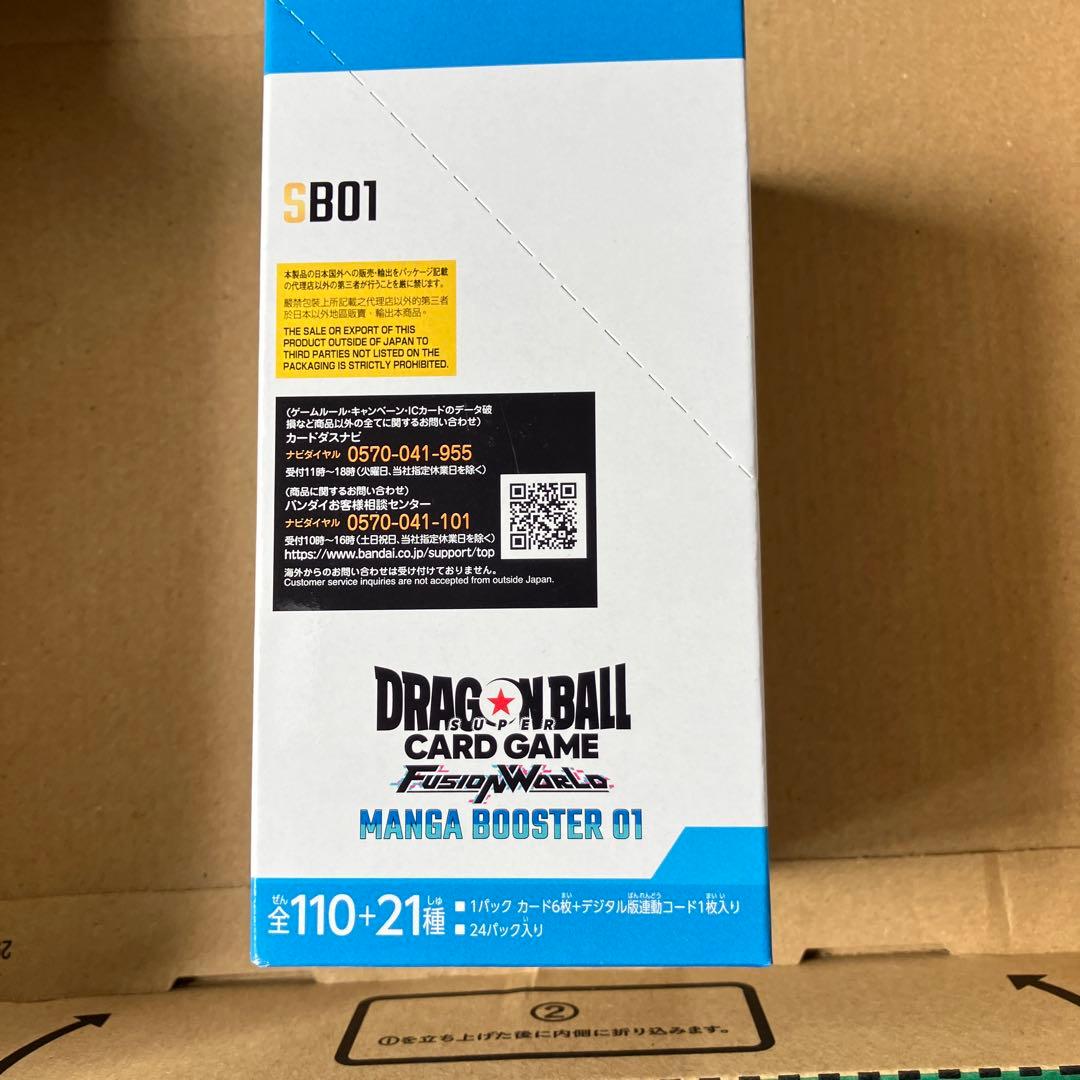 SB01
本製品の日本国外への販売・輸出をパッケージ記載
の代理店以外の第三者が行うことを厳に禁じます。
嚴禁包裝上所記載之代理店以外的第三者
於日本以外地區販賣、輸出本商品。
THE SALE OR EXPORT OF THIS
PRODUCT OUTSIDE OF JAPAN TO
THIRD PARTIES NOT LISTED ON THE
PACKAGING IS STRICTLY PROHIBITED.
(ゲームルール・キャンペーン・ICカードのデータ破
損など商品以外の全てに関するお問い合わせ)
カードダスナビ
ナビダイヤル 0570-041-955
受付11時～18時(火曜日、当社指定休業日を除く)
(商品に関するお問い合わせ)
バンダイお客様相談センター
ナビダイヤル 0570-041-101
受付10時～16時(土日祝日、当社指定休業日を除く)
https://www.bandai.co.jp/support/top
海外からのお問い合わせは受け付けておりません。
Customer service inquiries are not accepted from outside Japan.
DRAGON BALL
SUPER
CARD GAME
FUSION WORLD
MANGA BOOSTER 01
全110+21種
■ 1パック カード6枚+デジタル版連動コード1枚入り
■ 24パック入り
②
①を立ち上げた後に内側に折り込みます。